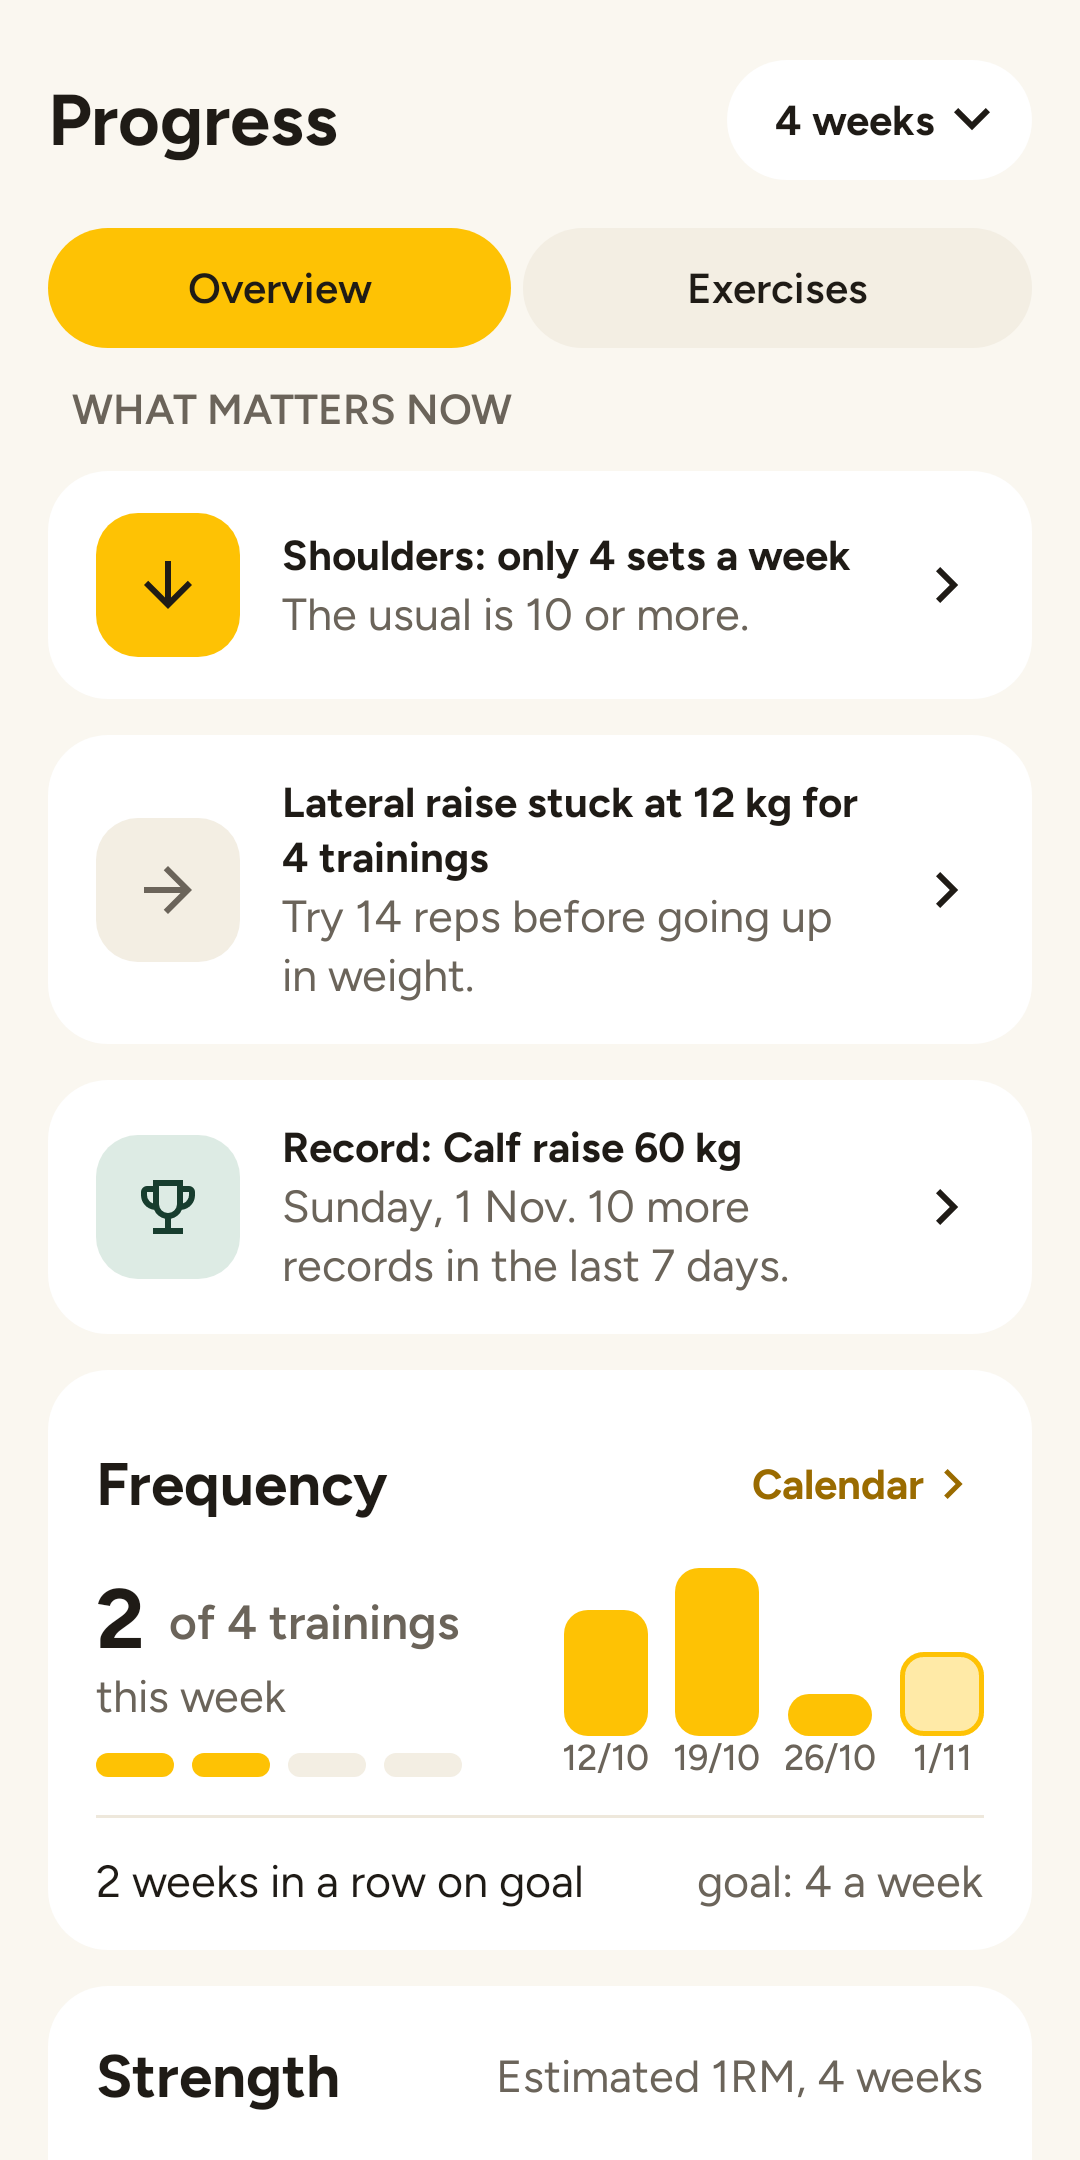 Progress
4 weeks
Overview
Exercises
WHAT MATTERS NOW
Shoulders: only 4 sets a week
The usual is 10 or more.
Lateral raise stuck at 12 kg for
4 trainings
Try 14 reps before going up
in weight.
Record: Calf raise 60 kg
Sunday, 1 Nov. 10 more
records in the last 7 days.
Frequency
Calendar
2 of 4 trainings
this week
12/10 19/10 26/10 1/11
2 weeks in a row on goal
goal: 4 a week
Strength
Estimated 1RM, 4 weeks